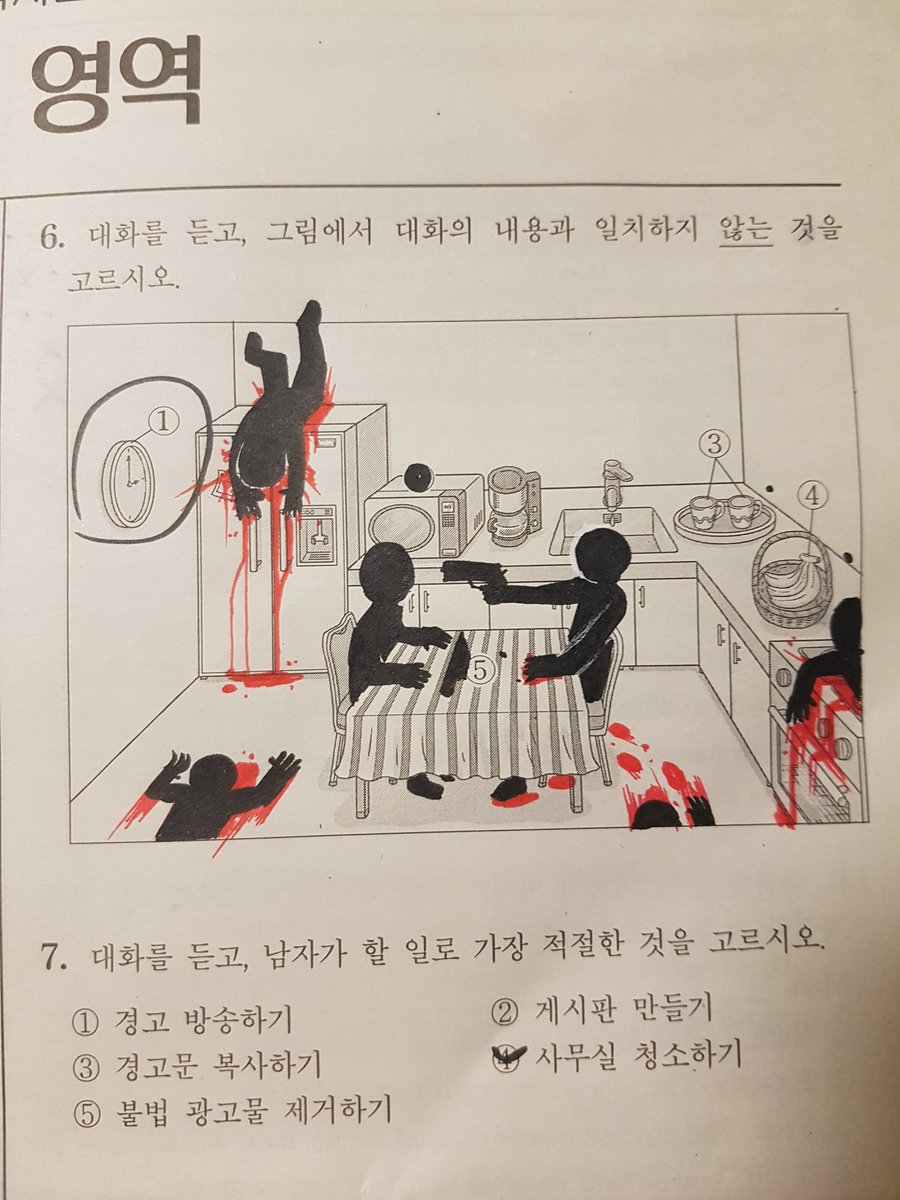 영역
6. 대화를 듣고, 그림에서 대화의 내용과 일치하지 않는 것을
고르시오.
①
③
④
⑤
7. 대화를 듣고, 남자가 할 일로 가장 적절한 것을 고르시오.
① 경고 방송하기
② 게시판 만들기
③ 경고문 복사하기
④ 사무실 청소하기
⑤ 불법 광고물 제거하기